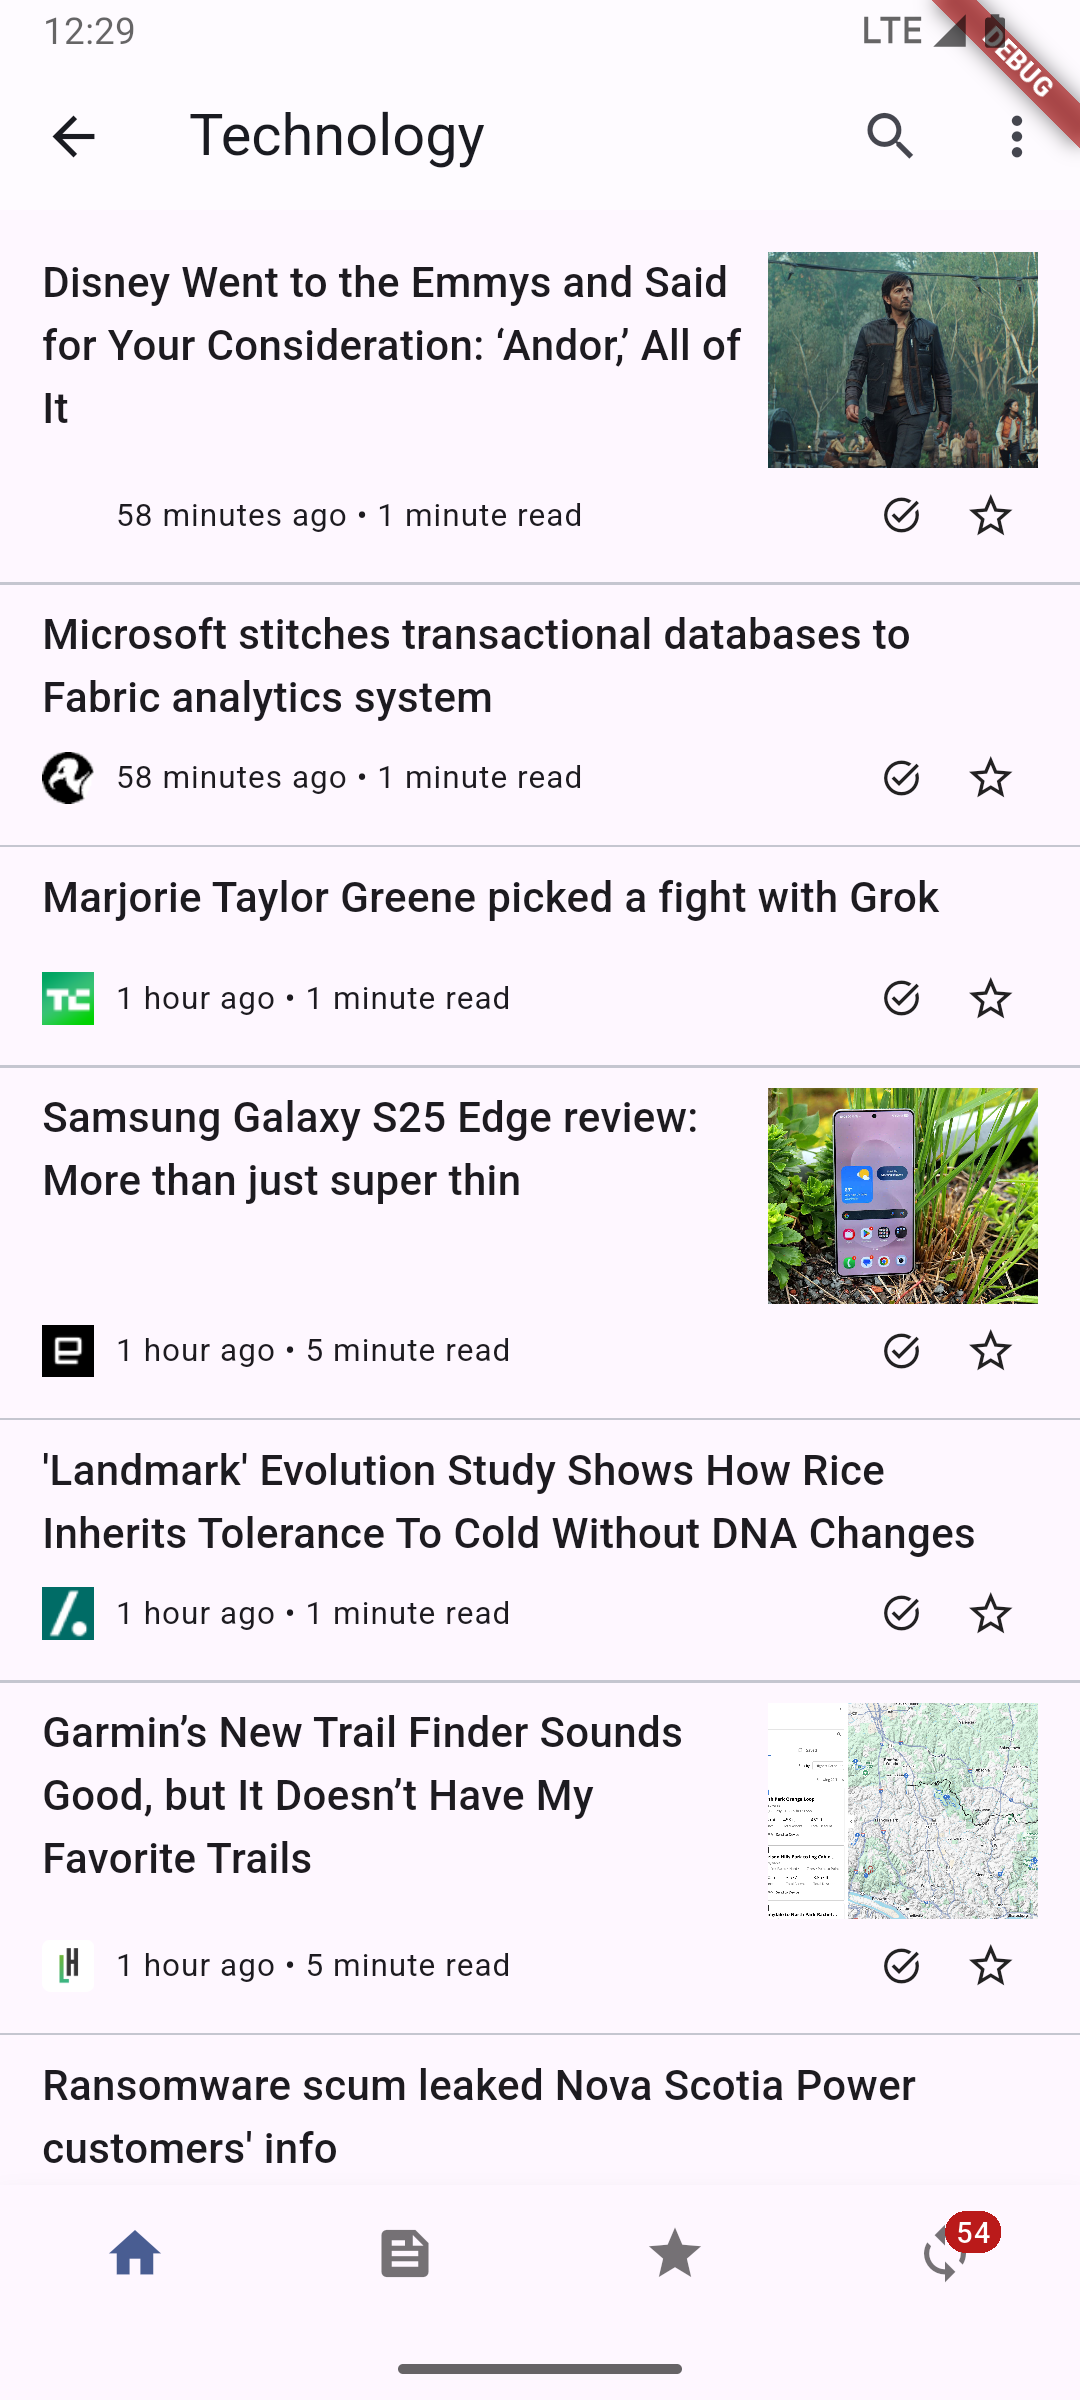 12:29
LTE
DEBUG
Technology
Disney Went to the Emmys and Said
for Your Consideration: ‘Andor,’ All of
It
58 minutes ago • 1 minute read
Microsoft stitches transactional databases to
Fabric analytics system
58 minutes ago • 1 minute read
Marjorie Taylor Greene picked a fight with Grok
TC
1 hour ago • 1 minute read
Samsung Galaxy S25 Edge review:
More than just super thin
e
1 hour ago • 5 minute read
'Landmark' Evolution Study Shows How Rice
Inherits Tolerance To Cold Without DNA Changes
/.
1 hour ago • 1 minute read
Garmin’s New Trail Finder Sounds
Good, but It Doesn’t Have My
Favorite Trails
LH
1 hour ago • 5 minute read
Ransomware scum leaked Nova Scotia Power
customers' info
54